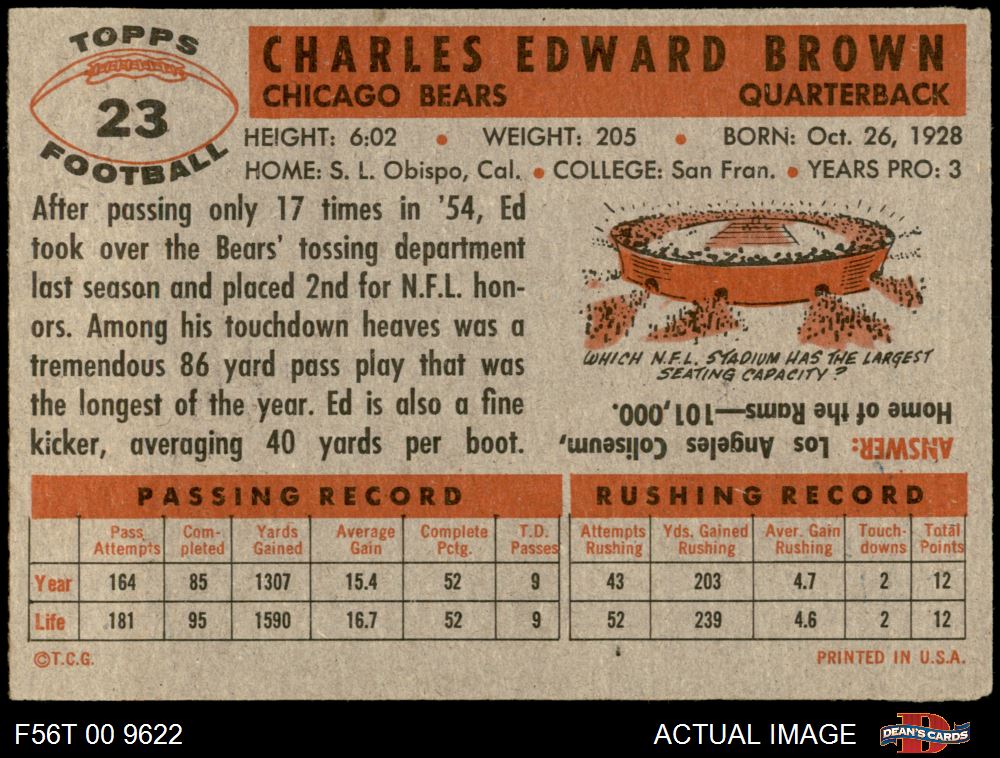 TOPPS
23
FOOTBALL
CHARLES EDWARD BROWN
CHICAGO BEARS QUARTERBACK
HEIGHT: 6:02 • WEIGHT: 205 • BORN: Oct. 26, 1928
HOME: S. L. Obispo, Cal. • COLLEGE: San Fran. • YEARS PRO: 3
After passing only 17 times in '54, Ed
took over the Bears' tossing department
last season and placed 2nd for N.F.L. hon-
ors. Among his touchdown heaves was a
tremendous 86 yard pass play that was
the longest of the year. Ed is also a fine
kicker, averaging 40 yards per boot.
WHICH N.F.L. STADIUM HAS THE LARGEST
SEATING CAPACITY?
ANSWER: Los Angeles Coliseum,
Home of the Rams—101,000.
PASSING RECORD
Pass Attempts Com-pleted Yards Gained Average Gain Complete Pctg. T.D. Passes
Year 164 85 1307 15.4 52 9
Life 181 95 1590 16.7 52 9
RUSHING RECORD
Attempts Rushing Yds. Gained Rushing Aver. Gain Rushing Touch-downs Total Points
43 203 4.7 2 12
52 239 4.6 2 12
©T.C.G. PRINTED IN U.S.A.
F56T 00 9622 ACTUAL IMAGE D DEAN'S CARDS